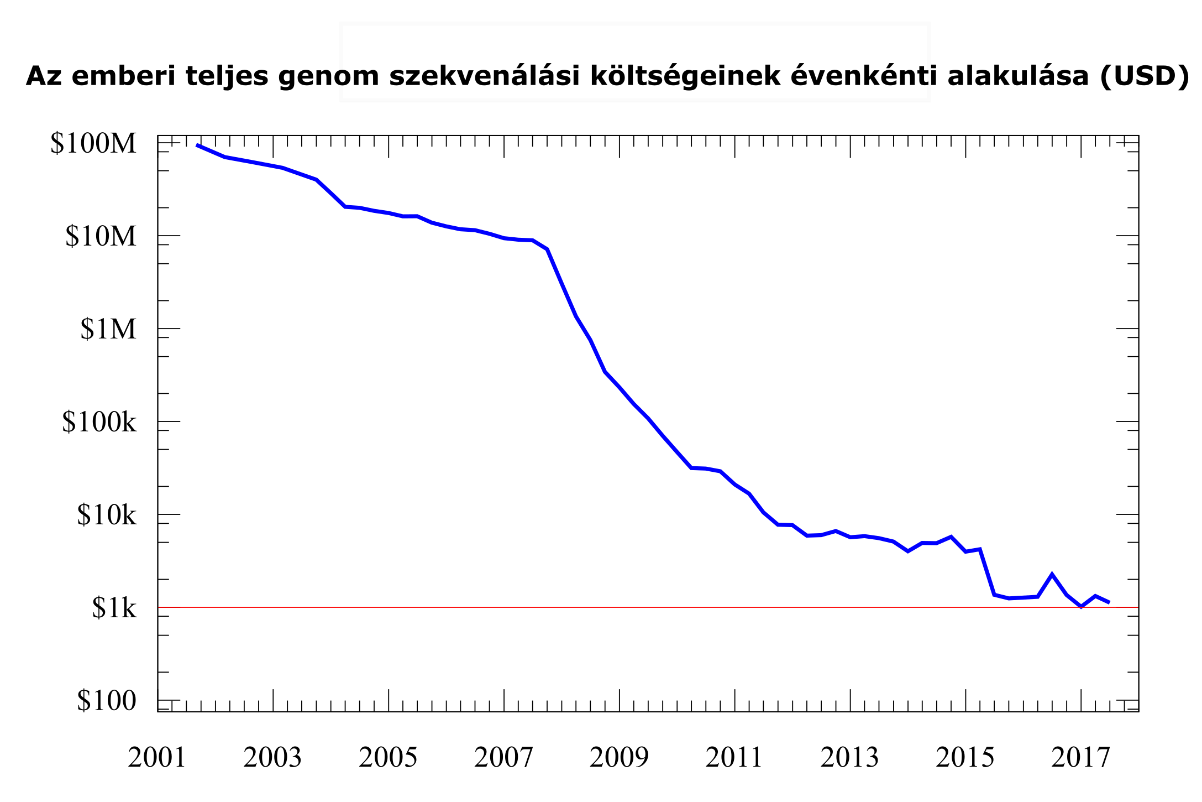 Az emberi teljes genom szekvenálási költségeinek évenkénti alakulása (USD)
$100M
$10M
$1M
$100k
$10k
$1k
$100
2001 2003 2005 2007 2009 2011 2013 2015 2017